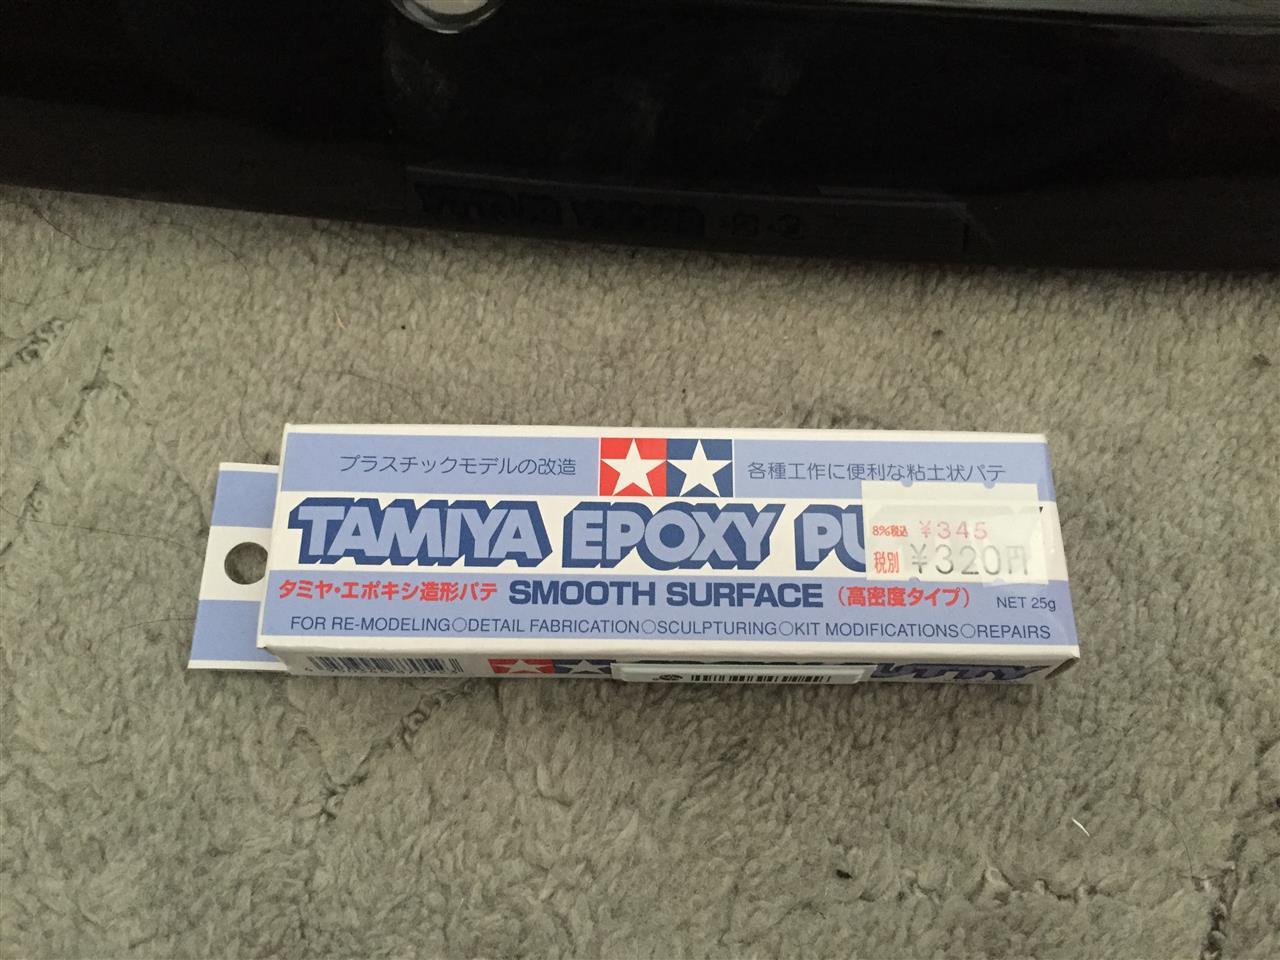 プラスチックモデルの改造
各種工作に便利な粘土状パテ
TAMIYA EPOXY PU
8%税込 ¥345
税別 ¥320円
タミヤ・エポキシ造形パテ SMOOTH SURFACE (高密度タイプ) NET 25g
FOR RE-MODELING○DETAIL FABRICATION○SCULPTURING○KIT MODIFICATIONS○REPAIRS